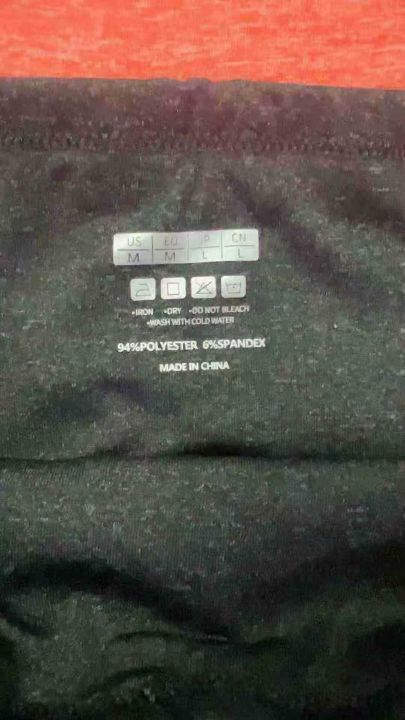 US EU JP CN
M M L L
•IRON •DRY •DO NOT BLEACH
•WASH WITH COLD WATER
94%POLYESTER 6%SPANDEX
MADE IN CHINA